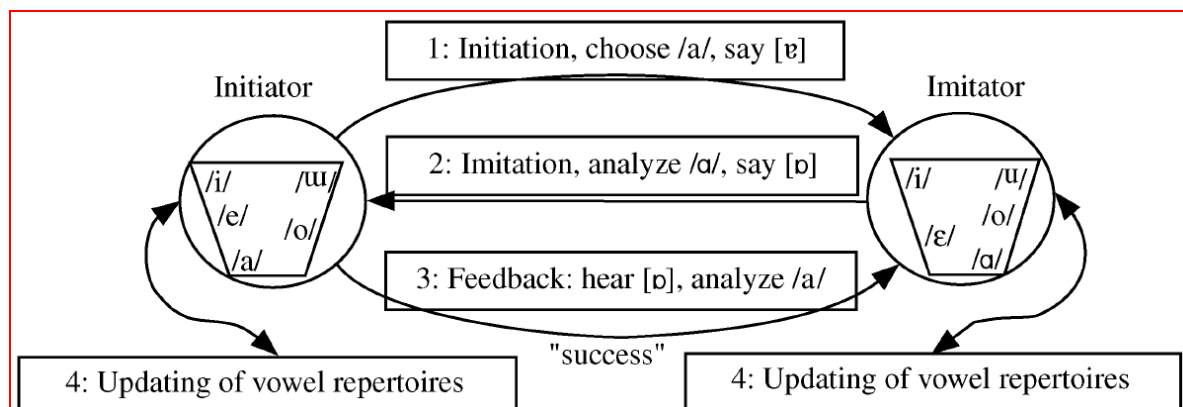 1: Initiation, choose /a/, say [ɐ]
Initiator
Imitator
2: Imitation, analyze /ɑ/, say [ɒ]
/i/ /ɯ/
/e/
/o/
/a/
/i/ /u/
/o/
/ɛ/
/ɑ/
3: Feedback: hear [ɒ], analyze /a/
"success"
4: Updating of vowel repertoires
4: Updating of vowel repertoires